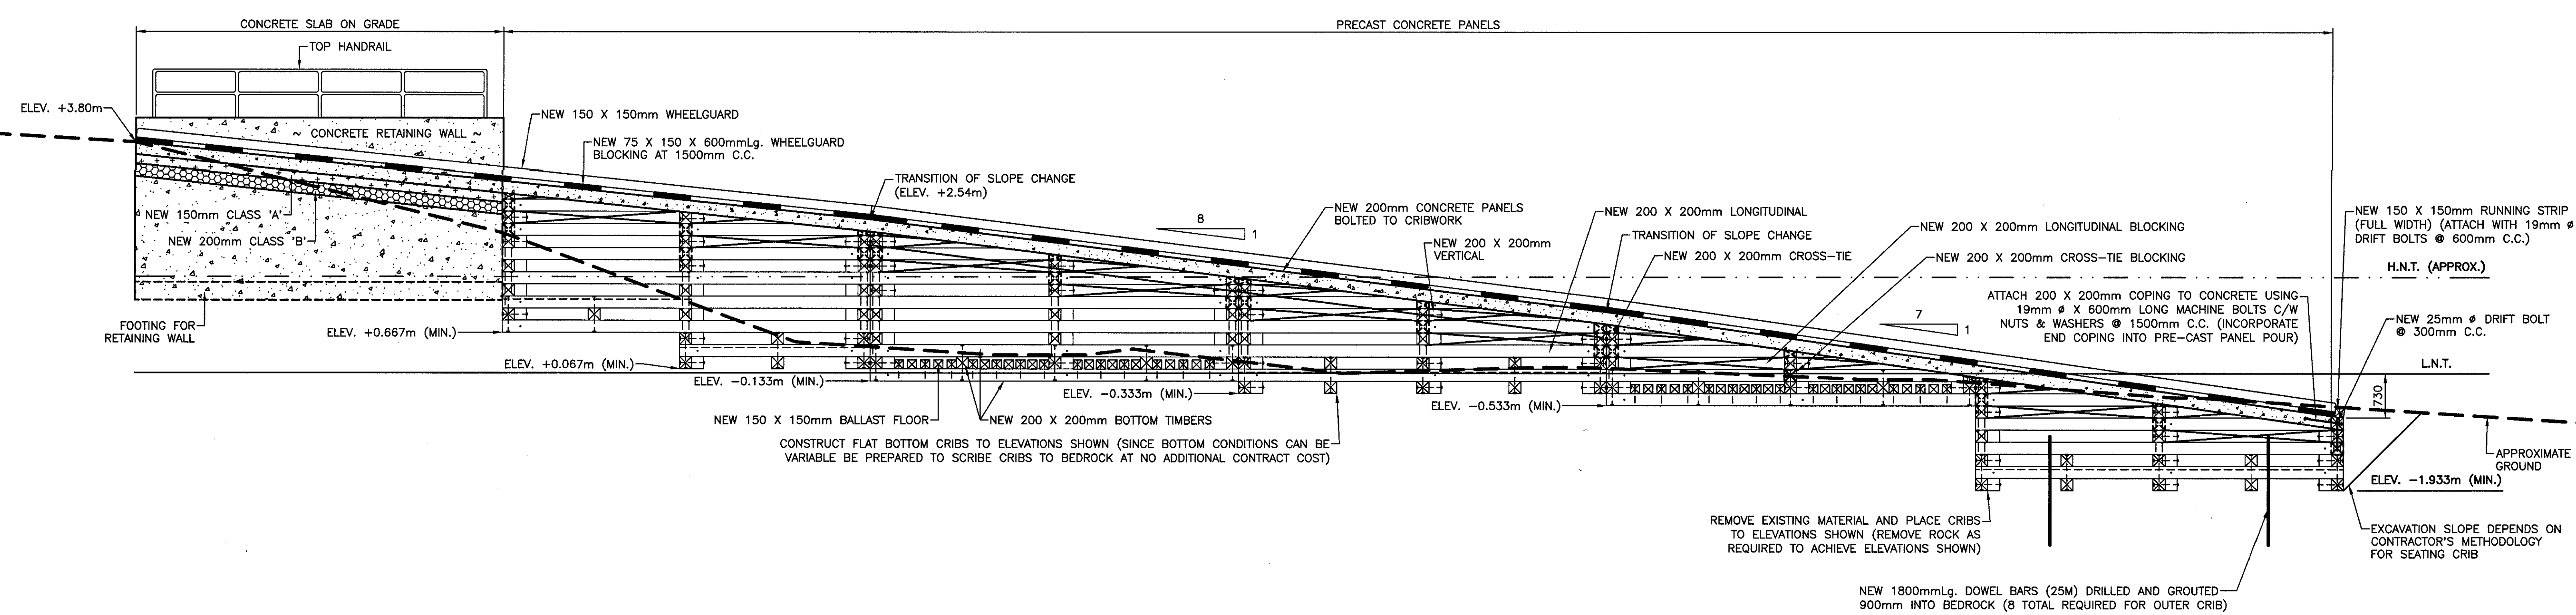 CONCRETE SLAB ON GRADE
PRECAST CONCRETE PANELS
TOP HANDRAIL
ELEV. +3.80m
~ CONCRETE RETAINING WALL ~
NEW 150 X 150mm WHEELGUARD
NEW 75 X 150 X 600mmLg. WHEELGUARD
BLOCKING AT 1500mm C.C.
TRANSITION OF SLOPE CHANGE
(ELEV. +2.54m)
NEW 150mm CLASS 'A'
NEW 200mm CLASS 'B'
8
1
NEW 200mm CONCRETE PANELS
BOLTED TO CRIBWORK
NEW 200 X 200mm
VERTICAL
NEW 200 X 200mm LONGITUDINAL
TRANSITION OF SLOPE CHANGE
NEW 200 X 200mm CROSS-TIE
NEW 200 X 200mm LONGITUDINAL BLOCKING
NEW 200 X 200mm CROSS-TIE BLOCKING
NEW 150 X 150mm RUNNING STRIP
(FULL WIDTH) (ATTACH WITH 19mm ø
DRIFT BOLTS @ 600mm C.C.)
H.N.T. (APPROX.)
ATTACH 200 X 200mm COPING TO CONCRETE USING
19mm ø X 600mm LONG MACHINE BOLTS C/W
NUTS & WASHERS @ 1500mm C.C. (INCORPORATE
END COPING INTO PRE-CAST PANEL POUR)
7
1
NEW 25mm ø DRIFT BOLT
@ 300mm C.C.
FOOTING FOR
RETAINING WALL
ELEV. +0.667m (MIN.)
ELEV. +0.067m (MIN.)
ELEV. -0.133m (MIN.)
ELEV. -0.333m (MIN.)
ELEV. -0.533m (MIN.)
L.N.T.
730
NEW 150 X 150mm BALLAST FLOOR
NEW 200 X 200mm BOTTOM TIMBERS
CONSTRUCT FLAT BOTTOM CRIBS TO ELEVATIONS SHOWN (SINCE BOTTOM CONDITIONS CAN BE
VARIABLE BE PREPARED TO SCRIBE CRIBS TO BEDROCK AT NO ADDITIONAL CONTRACT COST)
APPROXIMATE
GROUND
ELEV. -1.933m (MIN.)
REMOVE EXISTING MATERIAL AND PLACE CRIBS
TO ELEVATIONS SHOWN (REMOVE ROCK AS
REQUIRED TO ACHIEVE ELEVATIONS SHOWN)
EXCAVATION SLOPE DEPENDS ON
CONTRACTOR'S METHODOLOGY
FOR SEATING CRIB
NEW 1800mmLg. DOWEL BARS (25M) DRILLED AND GROUTED
900mm INTO BEDROCK (8 TOTAL REQUIRED FOR OUTER CRIB)